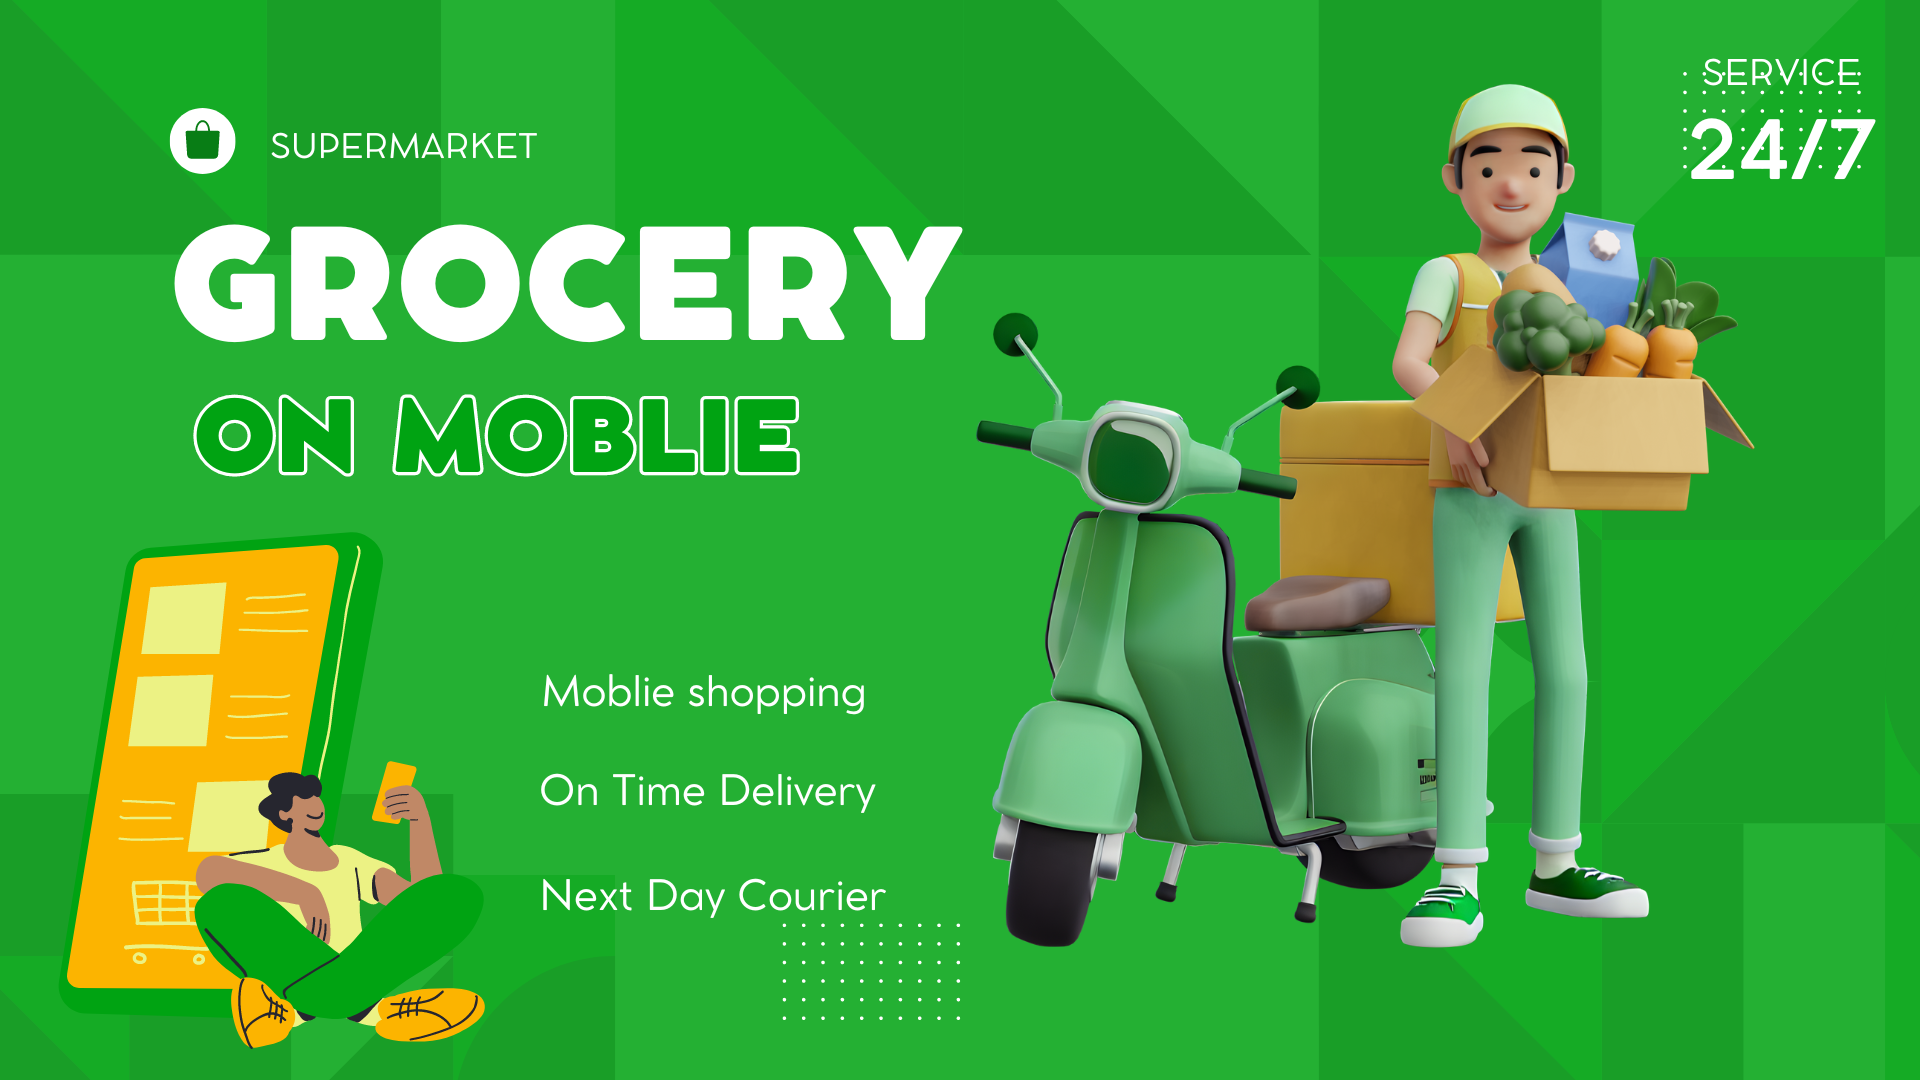 SUPERMARKET
SERVICE
24/7
GROCERY
ON MOBLIE
Moblie shopping
On Time Delivery
Next Day Courier